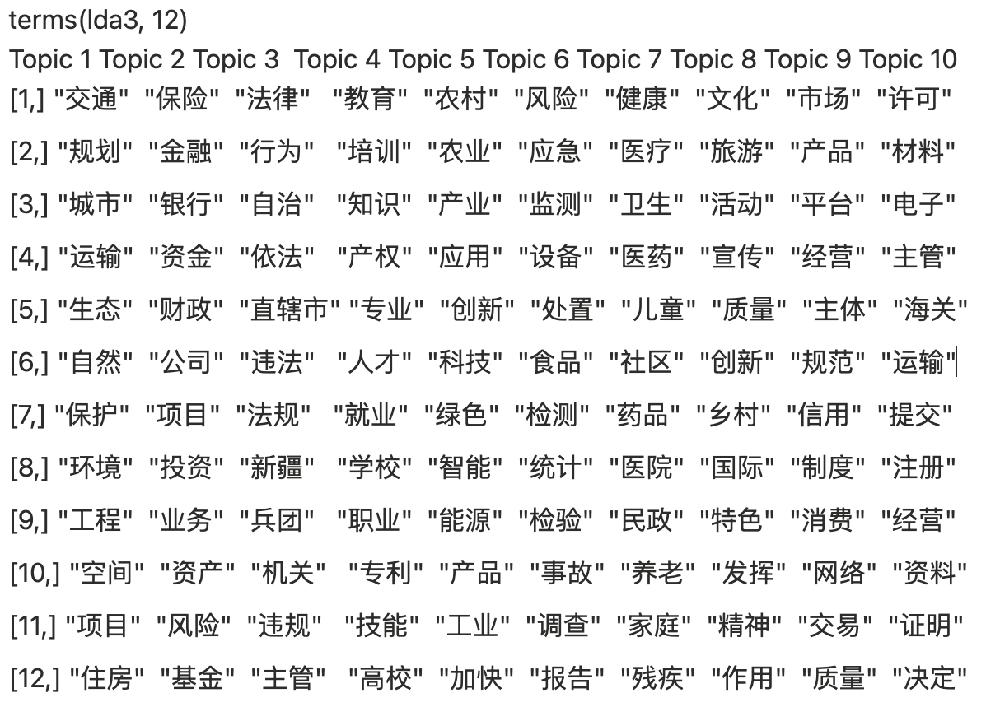 terms(lda3, 12)
Topic 1 Topic 2 Topic 3  Topic 4 Topic 5 Topic 6 Topic 7 Topic 8 Topic 9 Topic 10
[1,] "交通"  "保险"  "法律"   "教育"  "农村"  "风险"  "健康"  "文化"  "市场"  "许可"
[2,] "规划"  "金融"  "行为"   "培训"  "农业"  "应急"  "医疗"  "旅游"  "产品"  "材料"
[3,] "城市"  "银行"  "自治"   "知识"  "产业"  "监测"  "卫生"  "活动"  "平台"  "电子"
[4,] "运输"  "资金"  "依法"   "产权"  "应用"  "设备"  "医药"  "宣传"  "经营"  "主管"
[5,] "生态"  "财政"  "直辖市" "专业"  "创新"  "处置"  "儿童"  "质量"  "主体"  "海关"
[6,] "自然"  "公司"  "违法"   "人才"  "科技"  "食品"  "社区"  "创新"  "规范"  "运输"
[7,] "保护"  "项目"  "法规"   "就业"  "绿色"  "检测"  "药品"  "乡村"  "信用"  "提交"
[8,] "环境"  "投资"  "新疆"   "学校"  "智能"  "统计"  "医院"  "国际"  "制度"  "注册"
[9,] "工程"  "业务"  "兵团"   "职业"  "能源"  "检验"  "民政"  "特色"  "消费"  "经营"
[10,] "空间"  "资产"  "机关"   "专利"  "产品"  "事故"  "养老"  "发挥"  "网络"  "资料"
[11,] "项目"  "风险"  "违规"   "技能"  "工业"  "调查"  "家庭"  "精神"  "交易"  "证明"
[12,] "住房"  "基金"  "主管"   "高校"  "加快"  "报告"  "残疾"  "作用"  "质量"  "决定"